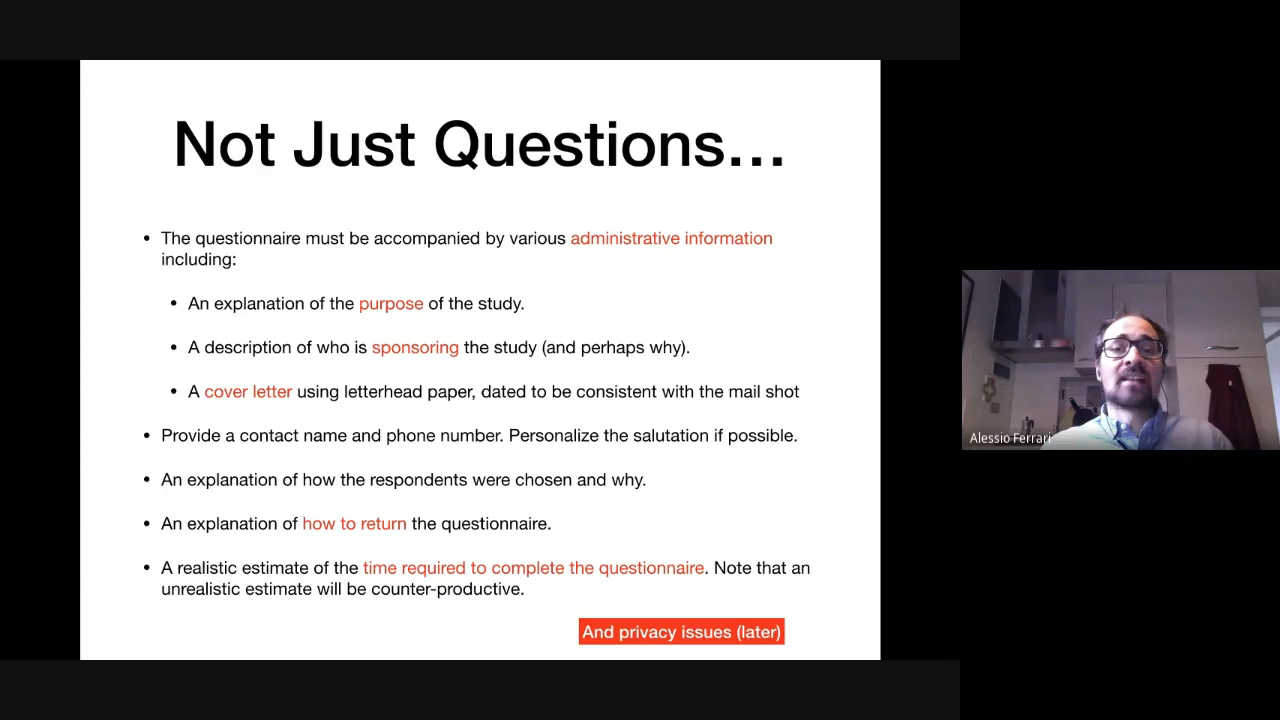 Not Just Questions…
• The questionnaire must be accompanied by various administrative information
including:
• An explanation of the purpose of the study.
• A description of who is sponsoring the study (and perhaps why).
• A cover letter using letterhead paper, dated to be consistent with the mail shot
• Provide a contact name and phone number. Personalize the salutation if possible.
• An explanation of how the respondents were chosen and why.
• An explanation of how to return the questionnaire.
• A realistic estimate of the time required to complete the questionnaire. Note that an
unrealistic estimate will be counter-productive.
And privacy issues (later)
Alessio Ferrari